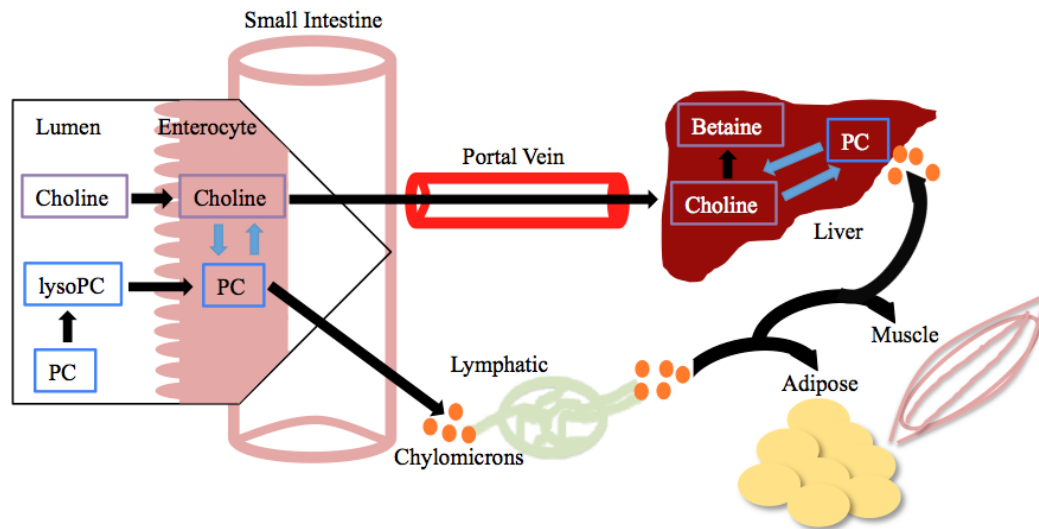 Small Intestine
Lumen
Enterocyte
Choline
Choline
lysoPC
PC
PC
Portal Vein
Betaine
PC
Choline
Liver
Lymphatic
Chylomicrons
Muscle
Adipose